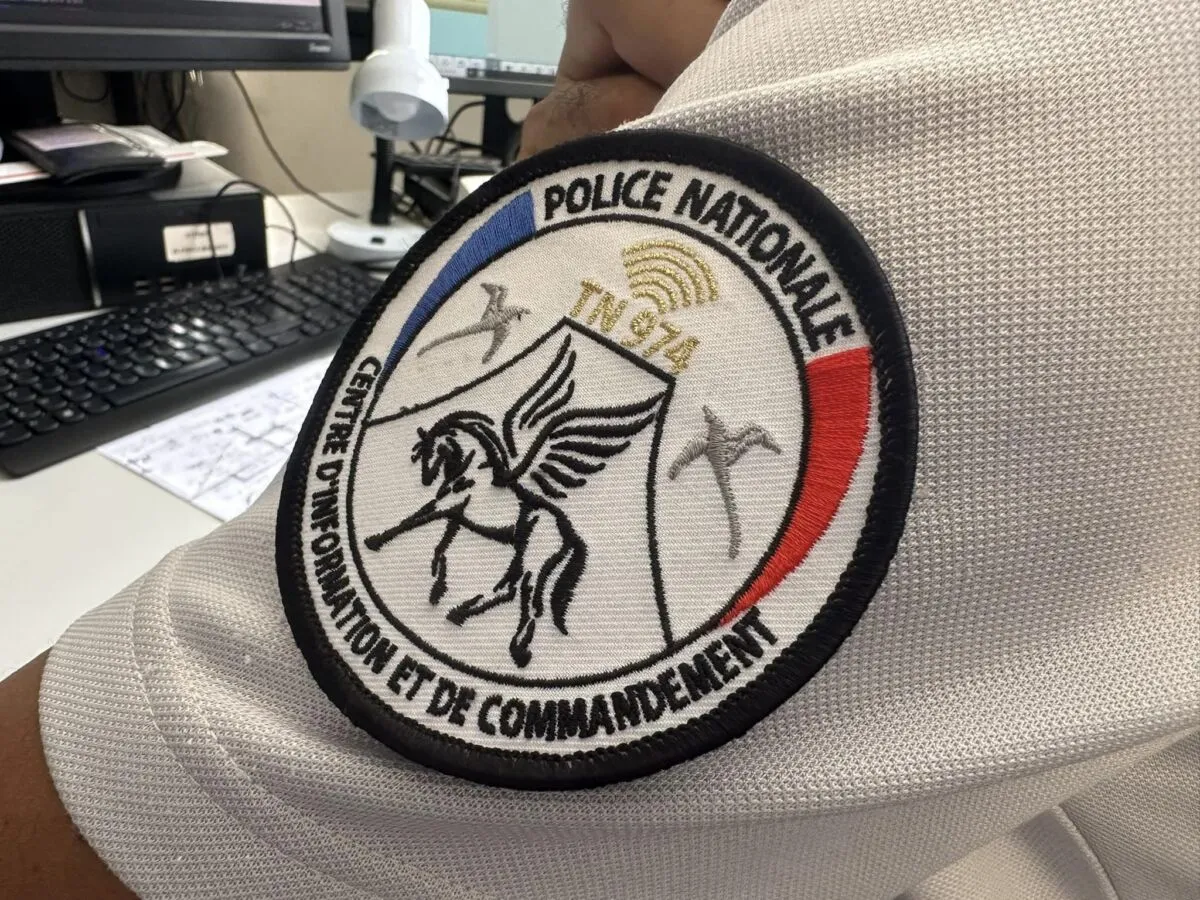 POLICE NATIONALE
TN 974
CENTRE D'INFORMATION ET DE COMMANDEMENT